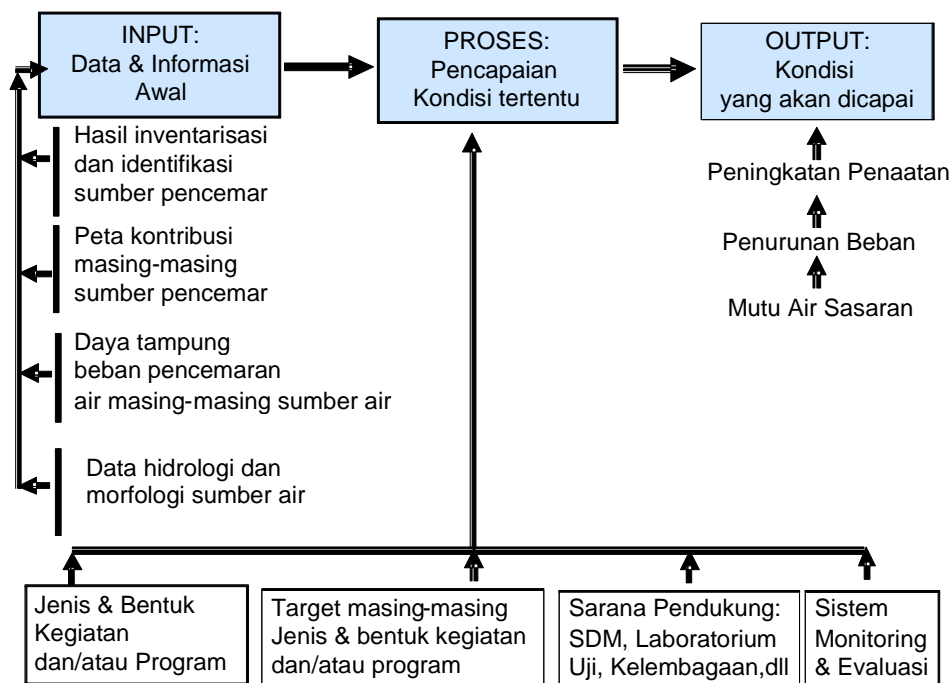 INPUT:
Data & Informasi
Awal
PROSES:
Pencapaian
Kondisi tertentu
OUTPUT:
Kondisi
yang akan dicapai
Hasil inventarisasi
dan identifikasi
sumber pencemar
Peta kontribusi
masing-masing
sumber pencemar
Daya tampung
beban pencemaran
air masing-masing sumber air
Data hidrologi dan
morfologi sumber air
Peningkatan Penaatan
Penurunan Beban
Mutu Air Sasaran
Jenis & Bentuk
Kegiatan
dan/atau Program
Target masing-masing
Jenis & bentuk kegiatan
dan/atau program
Sarana Pendukung:
SDM, Laboratorium
Uji, Kelembagaan,dll
Sistem
Monitoring
& Evaluasi